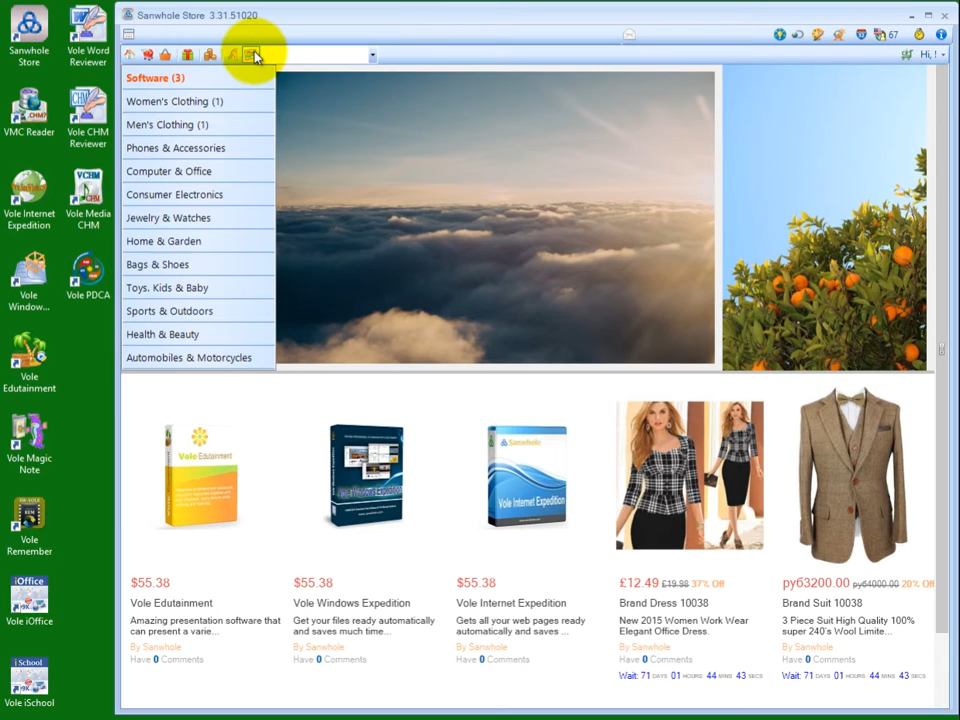 Sanwhole Store 3.31.51020
67
Hi, !
Sanwhole
Store
Vole Word
Reviewer
VMC Reader
Vole CHM
Reviewer
Vole Internet
Expedition
Vole Media
CHM
Vole
Window...
Vole PDCA
Vole
Edutainment
Vole Magic
Note
Vole
Remember
iOffice
Vole iOffice
iSchool
Vole iSchool
Software (3)
Women's Clothing (1)
Men's Clothing (1)
Phones & Accessories
Computer & Office
Consumer Electronics
Jewelry & Watches
Home & Garden
Bags & Shoes
Toys. Kids & Baby
Sports & Outdoors
Health & Beauty
Automobiles & Motorcycles
Vole Edutainment
Vole Windows Expedition
Sanwhole
Vole Internet Expedition
$55.38
Vole Edutainment
Amazing presentation software that
can present a varie...
By Sanwhole
Have 0 Comments
$55.38
Vole Windows Expedition
Get your files ready automatically
and saves much time...
By Sanwhole
Have 0 Comments
$55.38
Vole Internet Expedition
Gets all your web pages ready
automatically and saves ...
By Sanwhole
Have 0 Comments
£12.49 £19.98 37% Off
Brand Dress 10038
New 2015 Women Work Wear
Elegant Office Dress.
By Sanwhole
Have 0 Comments
Wait: 71 DAYS 01 HOURS 44 MINS 43 SECS
руб3200.00 руб4000.00 20% Off
Brand Suit 10038
3 Piece Suit High Quality 100%
super 240's Wool Limite...
By Sanwhole
Have 0 Comments
Wait: 71 DAYS 01 HOURS 44 MINS 43 SECS